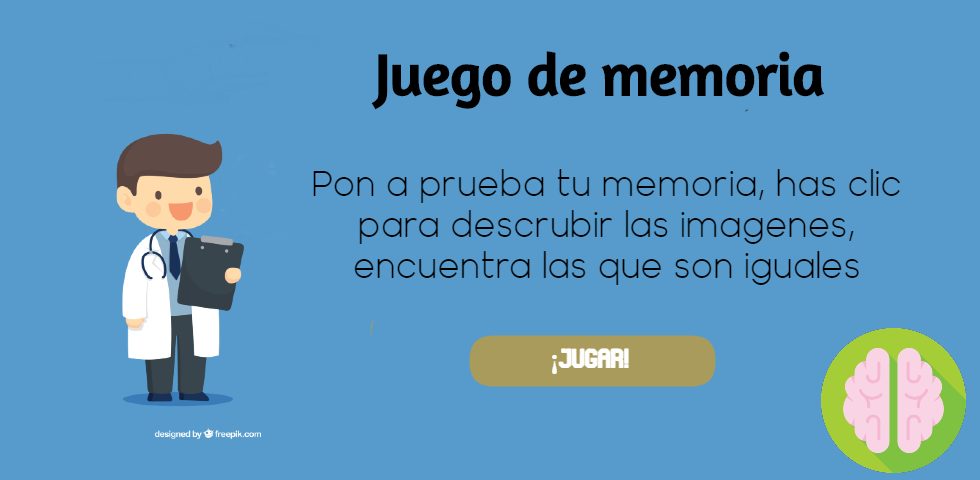 Juego de memoria
Pon a prueba tu memoria, has clic
para descrubir las imagenes,
encuentra las que son iguales
¡JUGAR!
designed by freepik.com